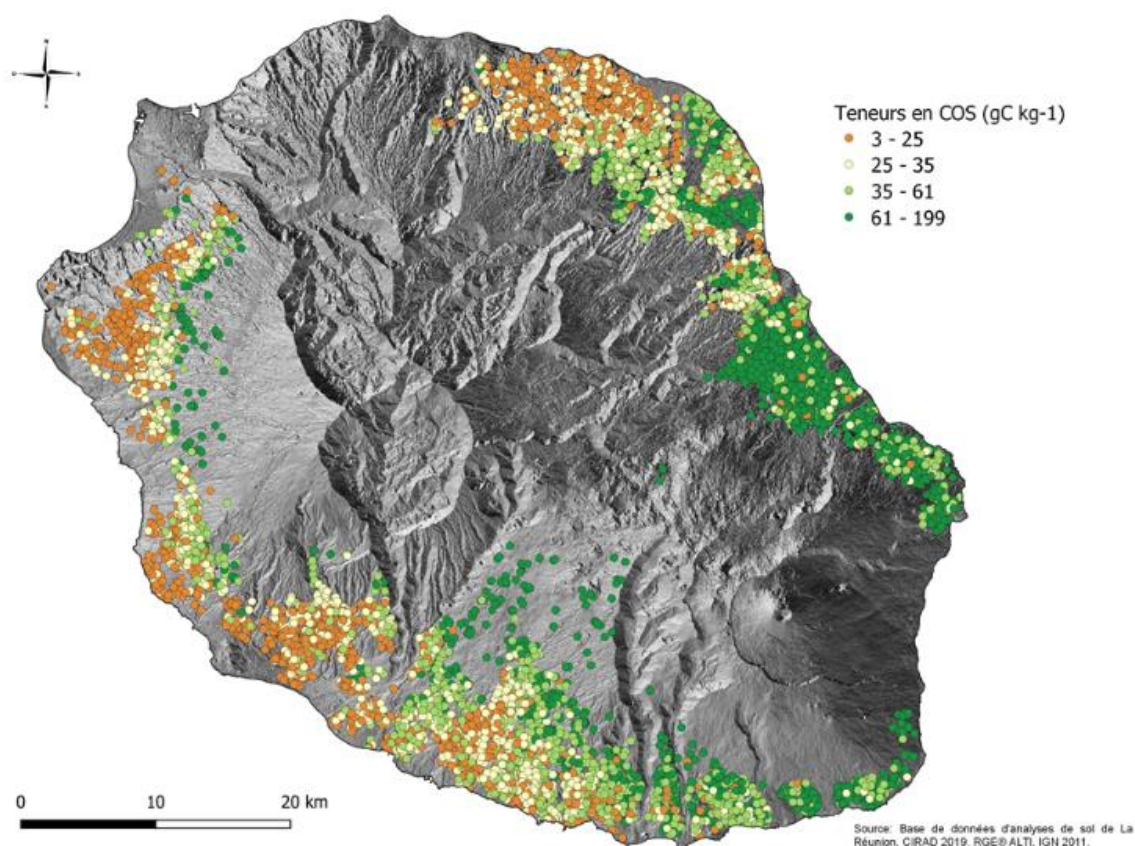 Teneurs en COS (gC kg-1)
3 - 25
25 - 35
35 - 61
61 - 199
0 10 20 km
Source: Base de données d'analyses de sol de La
Réunion, CIRAD 2019, RGE® ALTI, IGN 2011.